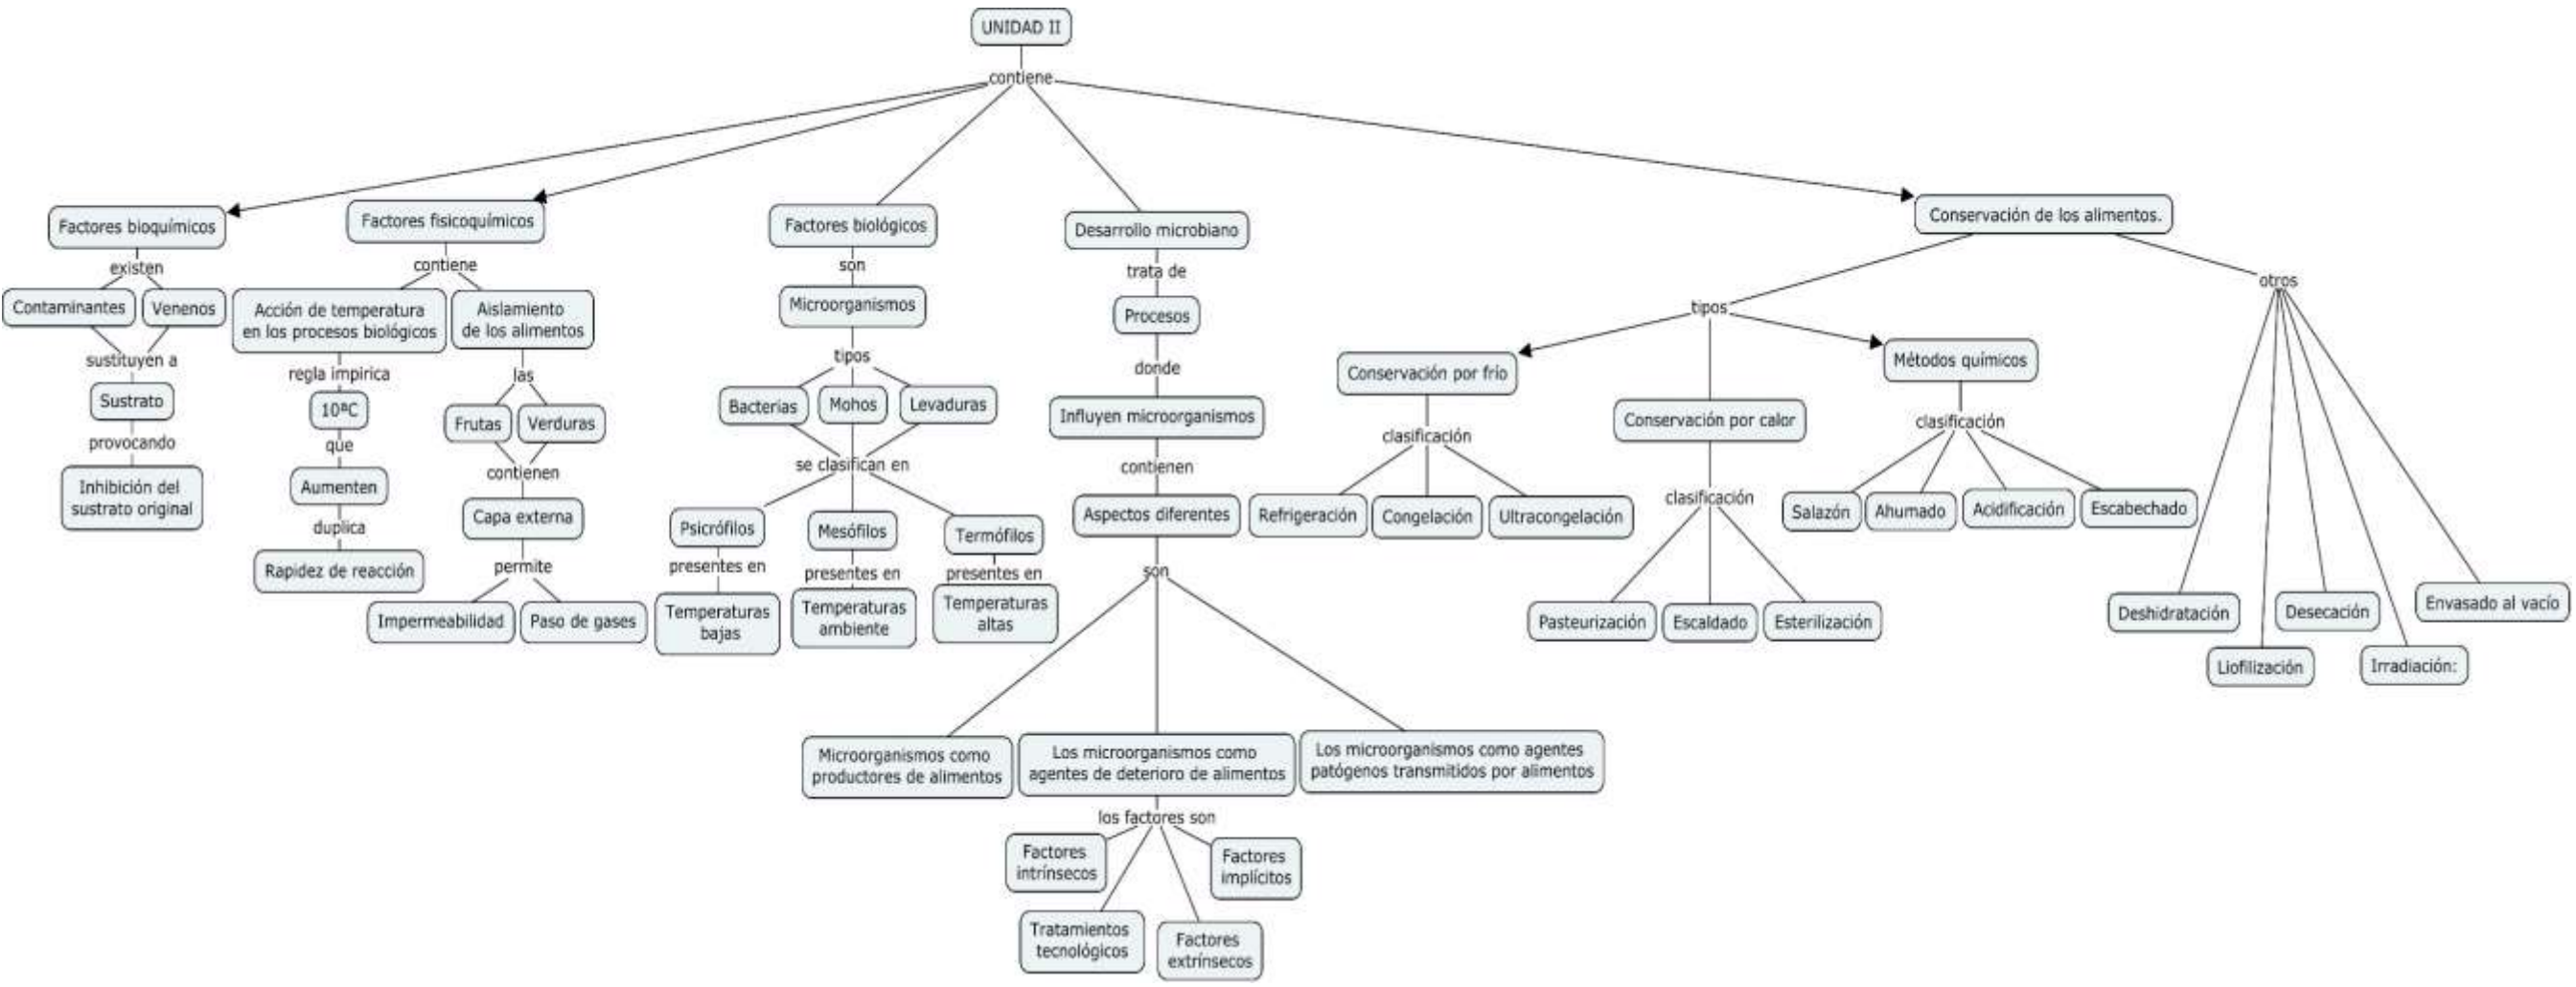 UNIDAD II
contiene
Factores bioquímicos
existen
Contaminantes
Venenos
sustituyen a
Sustrato
provocando
Inhibición del
sustrato original
Factores fisicoquímicos
contiene
Acción de temperatura
en los procesos biológicos
regla impirica
10ªC
que
Aumenten
duplica
Rapidez de reacción
Aislamiento
de los alimentos
las
Frutas
Verduras
contienen
Capa externa
permite
Impermeabilidad
Paso de gases
Factores biológicos
son
Microorganismos
tipos
Bacterias
Mohos
Levaduras
se clasifican en
Psicrófilos
presentes en
Temperaturas
bajas
Mesófilos
presentes en
Temperaturas
ambiente
Termófilos
presentes en
Temperaturas
altas
Desarrollo microbiano
trata de
Procesos
donde
Influyen microorganismos
contienen
Aspectos diferentes
son
Microorganismos como
productores de alimentos
Los microorganismos como
agentes de deterioro de alimentos
Los microorganismos como agentes
patógenos transmitidos por alimentos
los factores son
Factores
intrínsecos
Tratamientos
tecnológicos
Factores
extrínsecos
Factores
implícitos
Conservación de los alimentos.
tipos
Conservación por frío
clasificación
Refrigeración
Congelación
Ultracongelación
Conservación por calor
clasificación
Pasteurización
Escaldado
Esterilización
Métodos químicos
clasificación
Salazón
Ahumado
Acidificación
Escabechado
otros
Deshidratación
Liofilización
Desecación
Irradiación:
Envasado al vacío